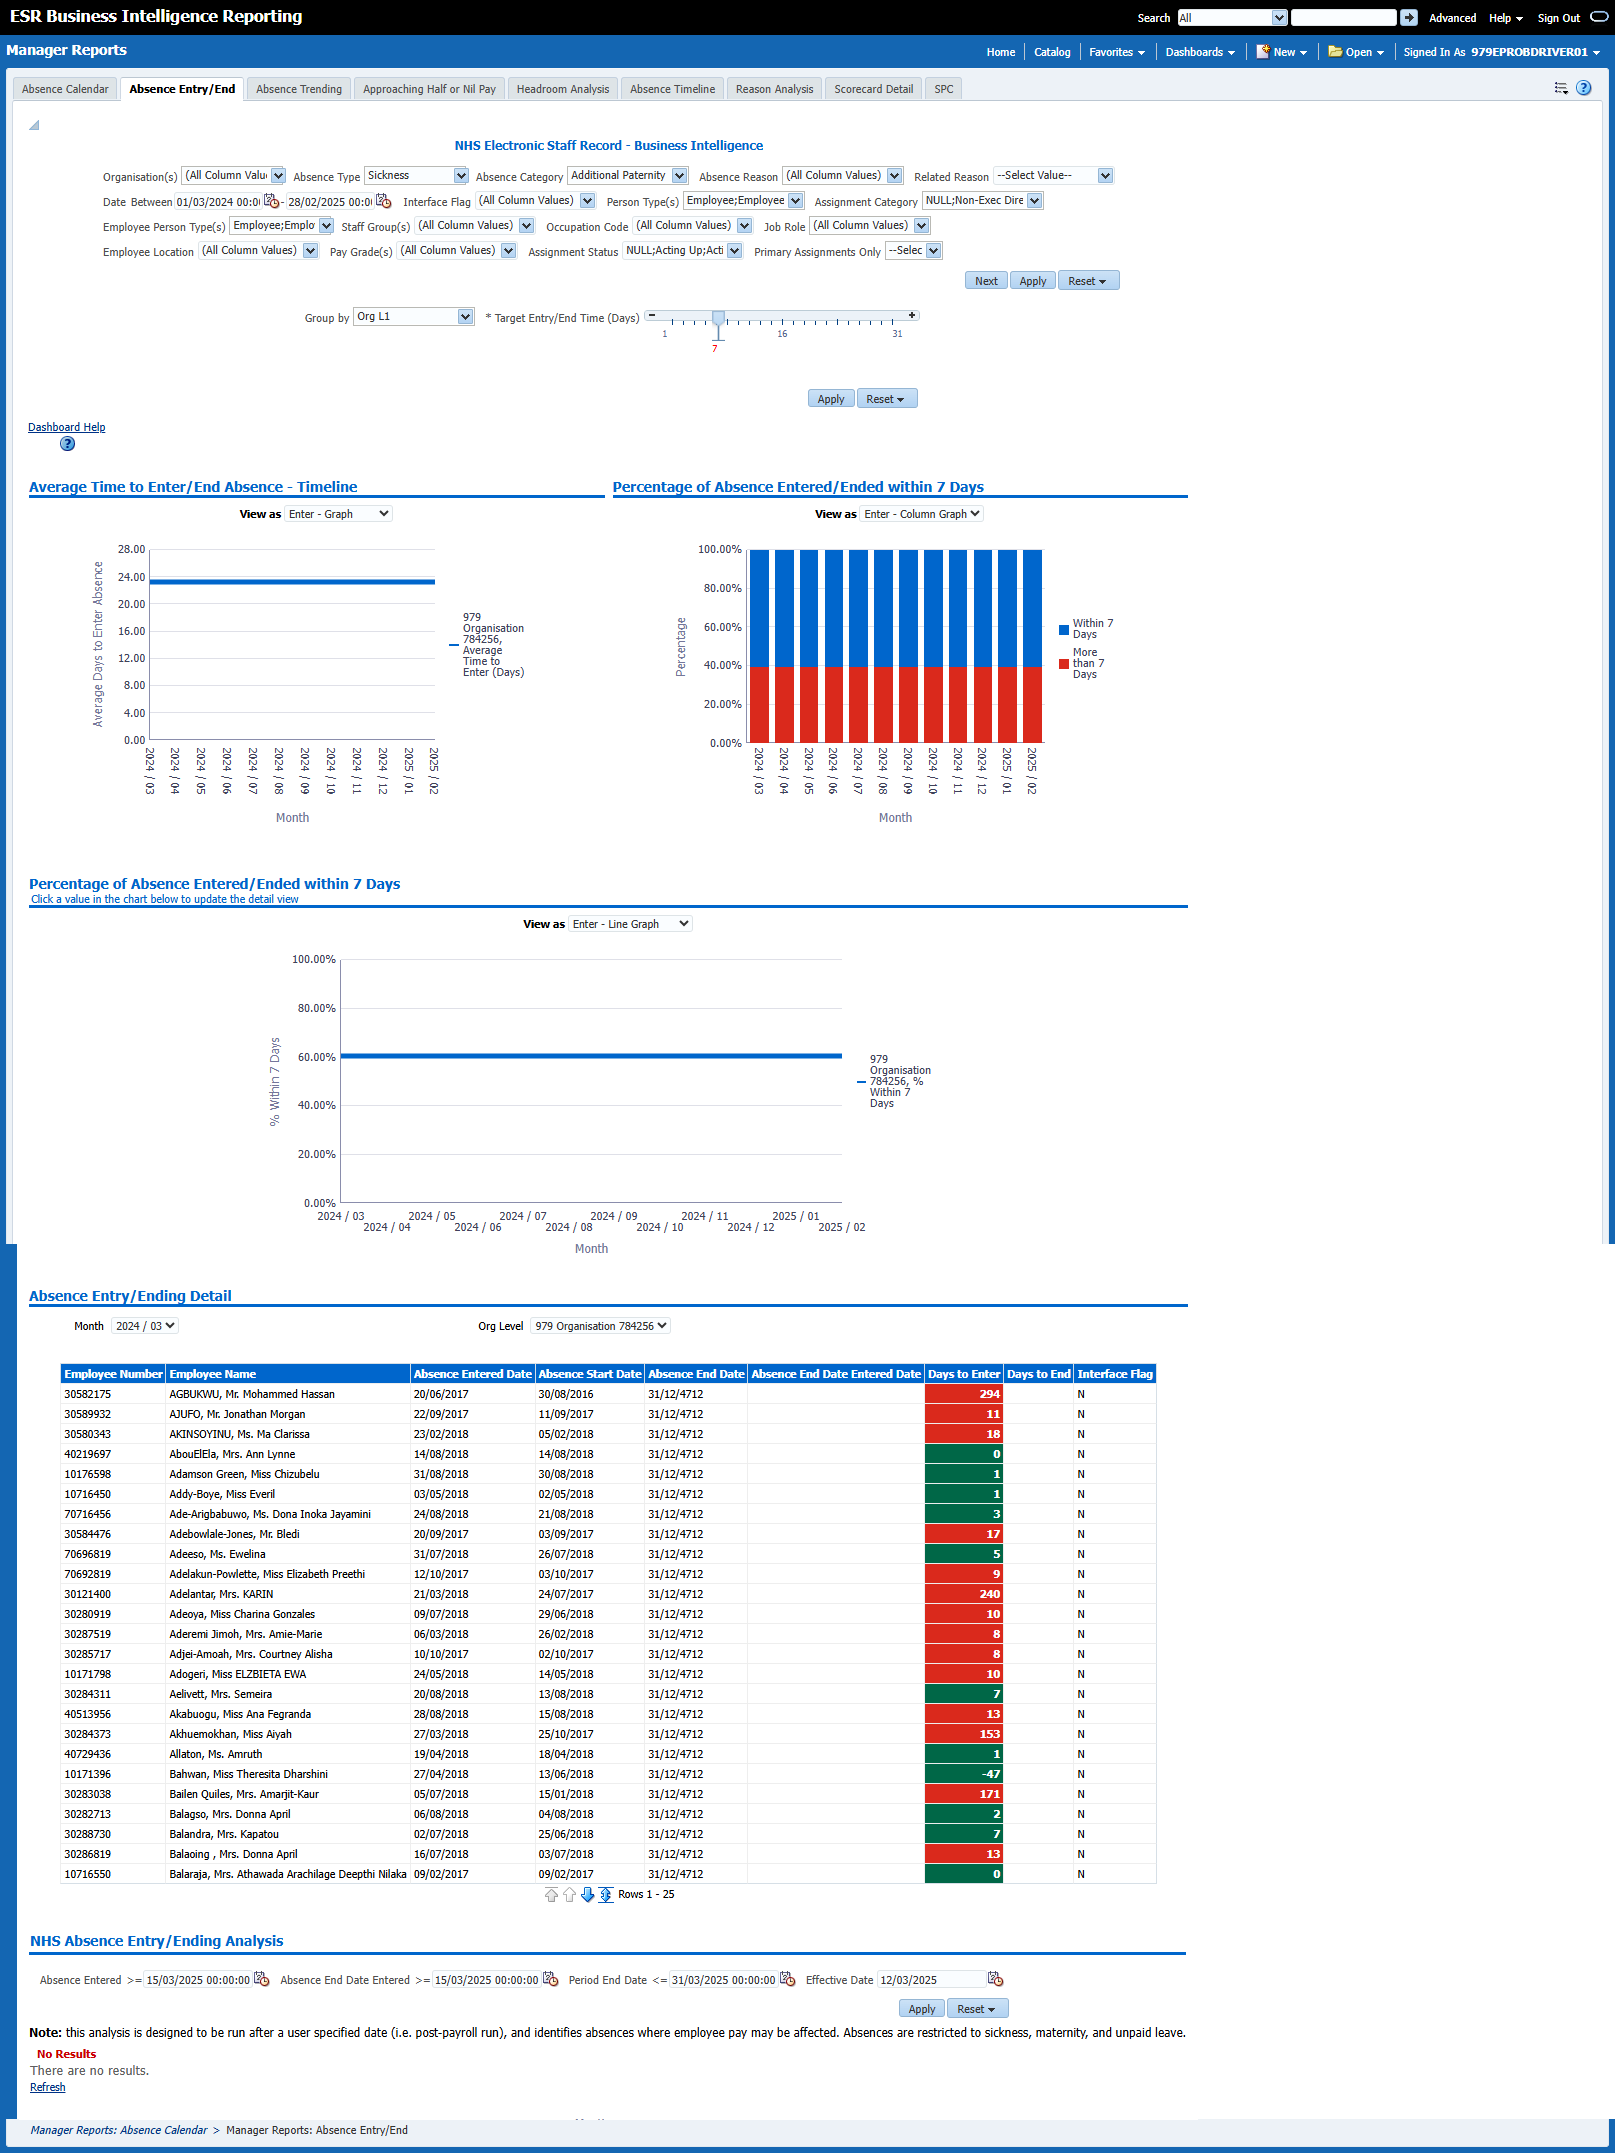 ESR Business Intelligence Reporting
Search All Advanced Help Sign Out
Manager Reports
Home Catalog Favorites Dashboards New Open Signed In As 979EPROBDRIVER01
Absence Calendar Absence Entry/End Absence Trending Approaching Half or Nil Pay Headroom Analysis Absence Timeline Reason Analysis Scorecard Detail SPC
NHS Electronic Staff Record - Business Intelligence
Organisation(s) (All Column Valu Absence Type Sickness Absence Category Additional Paternity Absence Reason (All Column Values) Related Reason --Select Value--
Date Between 01/03/2024 00:0 - 28/02/2025 00:0 Interface Flag (All Column Values) Person Type(s) Employee;Employee Assignment Category NULL;Non-Exec Dire
Employee Person Type(s) Employee;Emplo Staff Group(s) (All Column Values) Occupation Code (All Column Values) Job Role (All Column Values)
Employee Location (All Column Values) Pay Grade(s) (All Column Values) Assignment Status NULL;Acting Up;Acti Primary Assignments Only --Selec
Next Apply Reset
Group by Org L1 * Target Entry/End Time (Days) - +
1 16 31
7
Apply Reset
Dashboard Help
Average Time to Enter/End Absence - Timeline
View as Enter - Graph
Average Days to Enter Absence
28.00
24.00
20.00
16.00
12.00
8.00
4.00
0.00
2024 / 03 2024 / 04 2024 / 05 2024 / 06 2024 / 07 2024 / 08 2024 / 09 2024 / 10 2024 / 11 2024 / 12 2025 / 01 2025 / 02
Month
979
Organisation
784256,
Average
Time to
Enter (Days)
Percentage of Absence Entered/Ended within 7 Days
View as Enter - Column Graph
Percentage
100.00%
80.00%
60.00%
40.00%
20.00%
0.00%
2024 / 03 2024 / 04 2024 / 05 2024 / 06 2024 / 07 2024 / 08 2024 / 09 2024 / 10 2024 / 11 2024 / 12 2025 / 01 2025 / 02
Month
Within 7
Days
More
than 7
Days
Percentage of Absence Entered/Ended within 7 Days
Click a value in the chart below to update the detail view
View as Enter - Line Graph
% Within 7 Days
100.00%
80.00%
60.00%
40.00%
20.00%
0.00%
2024 / 03 2024 / 04 2024 / 05 2024 / 06 2024 / 07 2024 / 08 2024 / 09 2024 / 10 2024 / 11 2024 / 12 2025 / 01 2025 / 02
Month
979
Organisation
784256, %
Within 7
Days
Absence Entry/Ending Detail
Month 2024 / 03 Org Level 979 Organisation 784256
Employee Number Employee Name Absence Entered Date Absence Start Date Absence End Date Absence End Date Entered Date Days to Enter Days to End Interface Flag
30582175 AGBUKWU, Mr. Mohammed Hassan 20/06/2017 30/08/2016 31/12/4712 294 N
30589932 AJUFO, Mr. Jonathan Morgan 22/09/2017 11/09/2017 31/12/4712 11 N
30580343 AKINSOYINU, Ms. Ma Clarissa 23/02/2018 05/02/2018 31/12/4712 18 N
40219697 AbouElEla, Mrs. Ann Lynne 14/08/2018 14/08/2018 31/12/4712 0 N
10176598 Adamson Green, Miss Chizubelu 31/08/2018 30/08/2018 31/12/4712 1 N
10716450 Addy-Boye, Miss Everil 03/05/2018 02/05/2018 31/12/4712 1 N
70716456 Ade-Arigbabuwo, Ms. Dona Inoka Jayamini 24/08/2018 21/08/2018 31/12/4712 3 N
30584476 Adebowlale-Jones, Mr. Bledi 20/09/2017 03/09/2017 31/12/4712 17 N
70696819 Adeeso, Ms. Ewelina 31/07/2018 26/07/2018 31/12/4712 5 N
70692819 Adelakun-Powlette, Miss Elizabeth Preethi 12/10/2017 03/10/2017 31/12/4712 9 N
30121400 Adelantar, Mrs. KARIN 21/03/2018 24/07/2017 31/12/4712 240 N
30280919 Adeoya, Miss Charina Gonzales 09/07/2018 29/06/2018 31/12/4712 10 N
30287519 Aderemi Jimoh, Mrs. Amie-Marie 06/03/2018 26/02/2018 31/12/4712 8 N
30285717 Adjei-Amoah, Mrs. Courtney Alisha 10/10/2017 02/10/2017 31/12/4712 8 N
10171798 Adogeri, Miss ELZBIETA EWA 24/05/2018 14/05/2018 31/12/4712 10 N
30284311 Aelivett, Mrs. Semeira 20/08/2018 13/08/2018 31/12/4712 7 N
40513956 Akabuogu, Miss Ana Fegranda 28/08/2018 15/08/2018 31/12/4712 13 N
30284373 Akhuemokhan, Miss Aiyah 27/03/2018 25/10/2017 31/12/4712 153 N
40729436 Allaton, Ms. Amruth 19/04/2018 18/04/2018 31/12/4712 1 N
10171396 Bahwan, Miss Theresita Dharshini 27/04/2018 13/06/2018 31/12/4712 -47 N
30283038 Bailen Quiles, Mrs. Amarjit-Kaur 05/07/2018 15/01/2018 31/12/4712 171 N
30282713 Balagso, Mrs. Donna April 06/08/2018 04/08/2018 31/12/4712 2 N
30288730 Balandra, Mrs. Kapatou 02/07/2018 25/06/2018 31/12/4712 7 N
30286819 Balaoing , Mrs. Donna April 16/07/2018 03/07/2018 31/12/4712 13 N
10716550 Balaraja, Mrs. Athawada Arachilage Deepthi Nilaka 09/02/2017 09/02/2017 31/12/4712 0 N
Rows 1 - 25
NHS Absence Entry/Ending Analysis
Absence Entered >= 15/03/2025 00:00:00 Absence End Date Entered >= 15/03/2025 00:00:00 Period End Date <= 31/03/2025 00:00:00 Effective Date 12/03/2025
Apply Reset
Note: this analysis is designed to be run after a user specified date (i.e. post-payroll run), and identifies absences where employee pay may be affected. Absences are restricted to sickness, maternity, and unpaid leave.
No Results
There are no results.
Refresh
Manager Reports: Absence Calendar > Manager Reports: Absence Entry/End